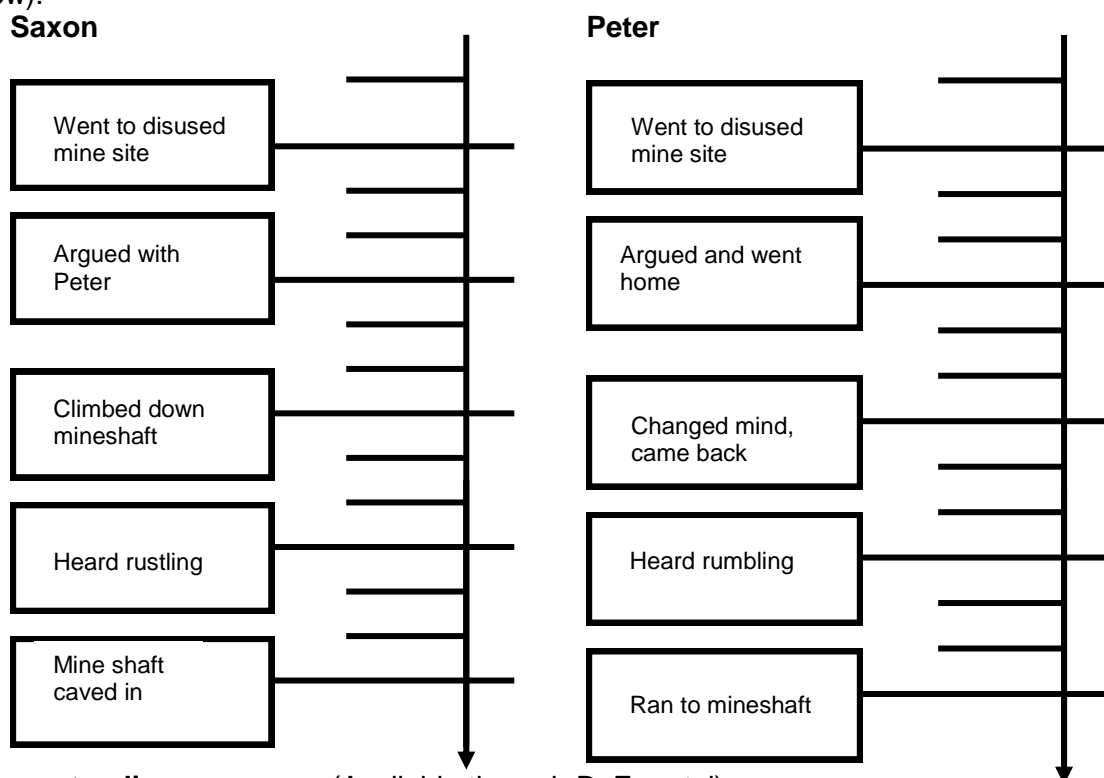 Saxon
Peter
Went to disused
mine site
Went to disused
mine site
Argued with
Peter
Argued and went
home
Climbed down
mineshaft
Changed mind,
came back
Heard rustling
Heard rumbling
Mine shaft
caved in
Ran to mineshaft